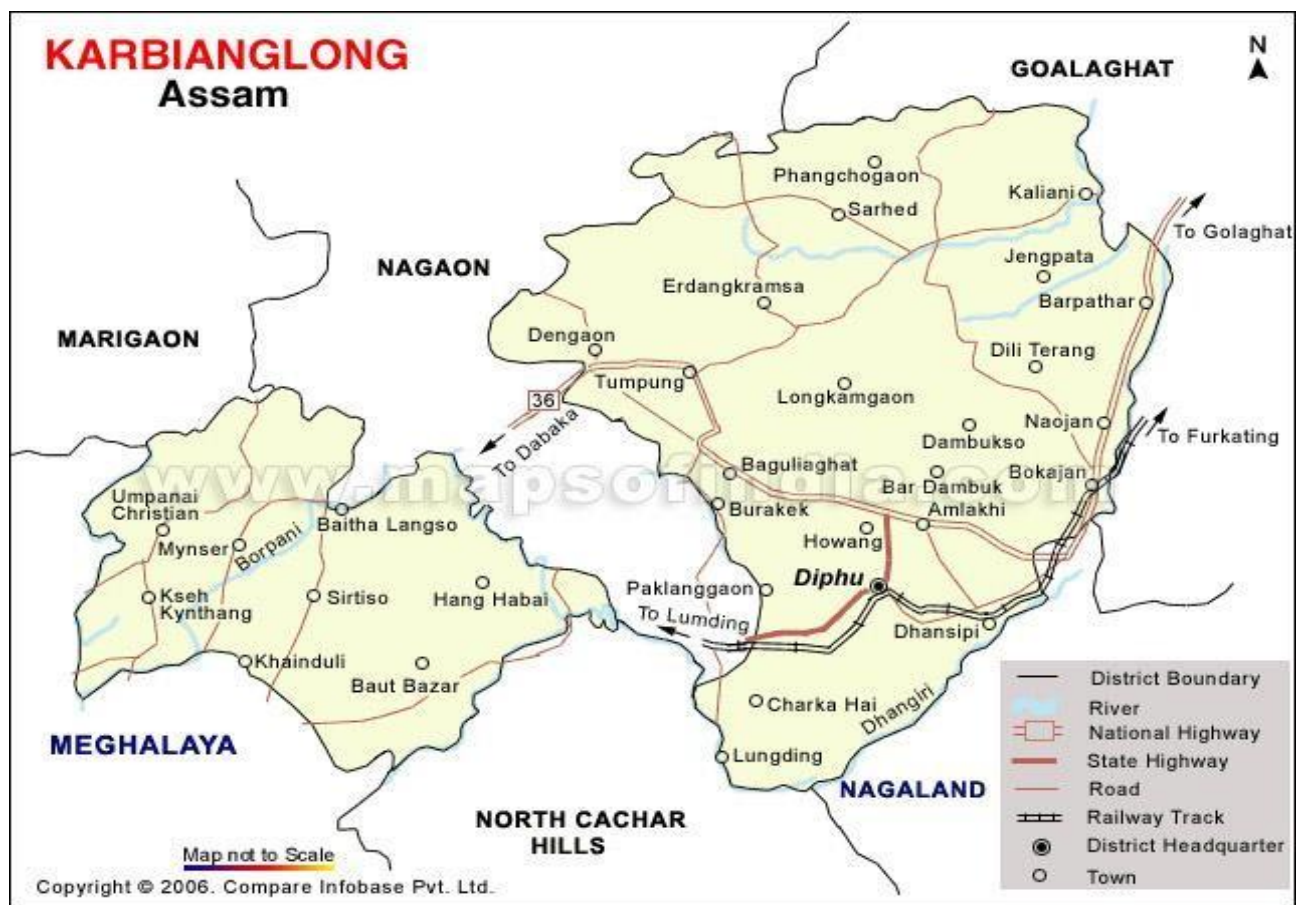 KARBIANGLONG
Assam
N
GOALAGHAT
Phangchogaon
Kaliani
Sarhed
To Golaghat
NAGAON
Jengpata
Erdangkramsa
Barpathar
MARIGAON
Dengaon
Dili Terang
Tumpung
Longkamgaon
36
To Dabaka
Dambukso
Naojan
To Furkating
www.mapsofindia.com
Baguliaghat
Bokajan
Bar Dambuk
Umpanai
Christian
Baitha Langso
Burakek
Amlakhi
Mynser
Borpani
Howang
Diphu
Kseh
Kynthang
Sirtiso
Hang Habai
Paklanggaon
To Lumding
Dhansipi
Khainduli
Baut Bazar
Charka Hai
Dhangiri
MEGHALAYA
Lungding
NAGALAND
NORTH CACHAR
HILLS
District Boundary
River
National Highway
State Highway
Road
Railway Track
District Headquarter
Town
Map not to Scale
Copyright © 2006. Compare Infobase Pvt. Ltd.